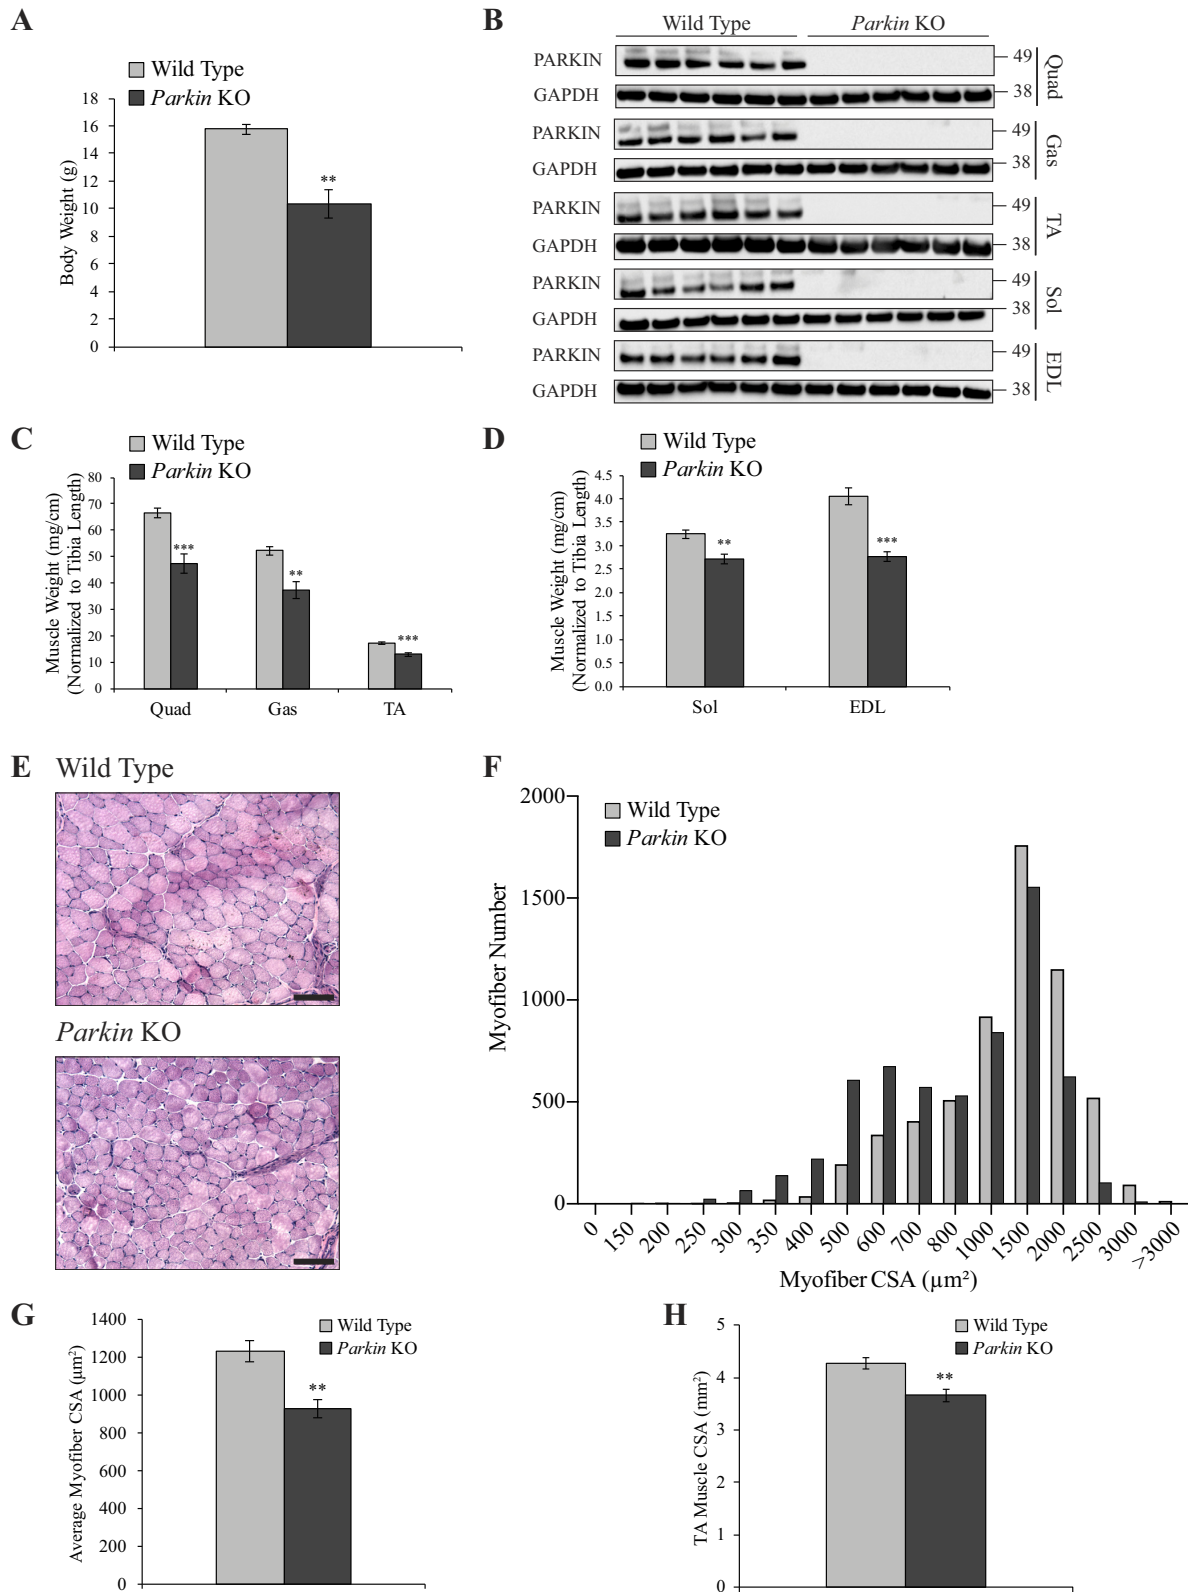 A
Wild Type
Parkin KO
Body Weight (g)
18
16
14
12
10
8
6
4
2
0
**
B
Wild Type Parkin KO
PARKIN 49
GAPDH 38
Quad
PARKIN 49
GAPDH 38
Gas
PARKIN 49
GAPDH 38
TA
PARKIN 49
GAPDH 38
Sol
PARKIN 49
GAPDH 38
EDL
C
Wild Type
Parkin KO
Muscle Weight (mg/cm)
(Normalized to Tibia Length)
80
70
60
50
40
30
20
10
0
*** ** ***
Quad Gas TA
D
Wild Type
Parkin KO
Muscle Weight (mg/cm)
(Normalized to Tibia Length)
4.5
4.0
3.5
3.0
2.5
2.0
1.5
1.0
0.5
0.0
** ***
Sol EDL
E Wild Type
Parkin KO
F
Wild Type
Parkin KO
Myofiber Number
2000
1500
1000
500
0
0 150 200 250 300 350 400 500 600 700 800 1000 1500 2000 2500 3000 >3000
Myofiber CSA (µm²)
G
Wild Type
Parkin KO
Average Myofiber CSA (µm²)
1400
1200
1000
800
600
400
200
0
**
H
Wild Type
Parkin KO
TA Muscle CSA (mm²)
5
4
3
2
1
0
**